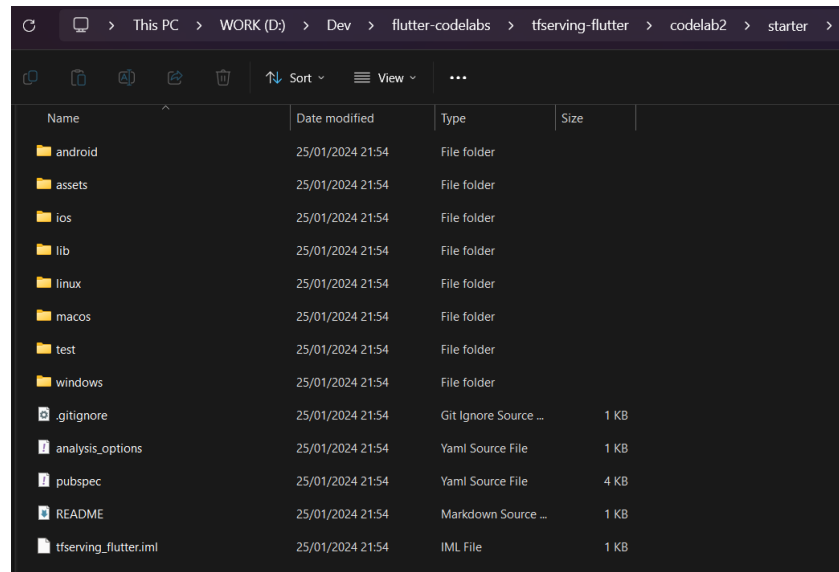 This PC > WORK (D:) > Dev > flutter-codelabs > tfserving-flutter > codelab2 > starter >
Sort View ...
Name Date modified Type Size
android 25/01/2024 21:54 File folder
assets 25/01/2024 21:54 File folder
ios 25/01/2024 21:54 File folder
lib 25/01/2024 21:54 File folder
linux 25/01/2024 21:54 File folder
macos 25/01/2024 21:54 File folder
test 25/01/2024 21:54 File folder
windows 25/01/2024 21:54 File folder
.gitignore 25/01/2024 21:54 Git Ignore Source ... 1 KB
analysis_options 25/01/2024 21:54 Yaml Source File 1 KB
pubspec 25/01/2024 21:54 Yaml Source File 4 KB
README 25/01/2024 21:54 Markdown Source ... 1 KB
tfserving_flutter.iml 25/01/2024 21:54 IML File 1 KB